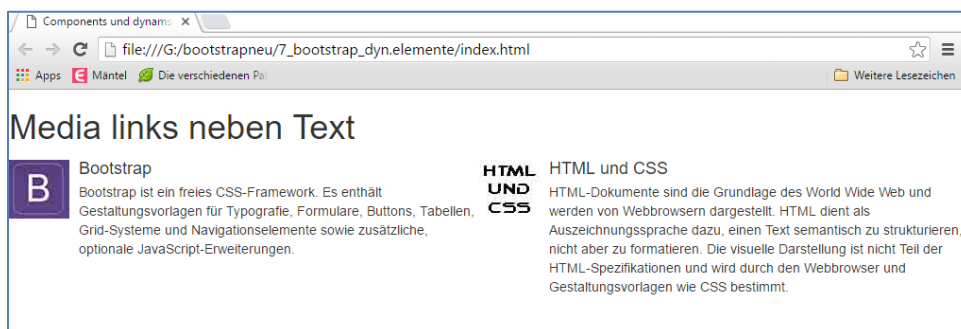 Components und dynams
file:///G:/bootstrapneu/7_bootstrap_dyn.elemente/index.html
Apps Mäntel Die verschiedenen Pal Weitere Lesezeichen
Media links neben Text
B
Bootstrap
Bootstrap ist ein freies CSS-Framework. Es enthält
Gestaltungsvorlagen für Typografie, Formulare, Buttons, Tabellen,
Grid-Systeme und Navigationselemente sowie zusätzliche,
optionale JavaScript-Erweiterungen.
HTML
UND
CSS
HTML und CSS
HTML-Dokumente sind die Grundlage des World Wide Web und
werden von Webbrowsern dargestellt. HTML dient als
Auszeichnungssprache dazu, einen Text semantisch zu strukturieren,
nicht aber zu formatieren. Die visuelle Darstellung ist nicht Teil der
HTML-Spezifikationen und wird durch den Webbrowser und
Gestaltungsvorlagen wie CSS bestimmt.